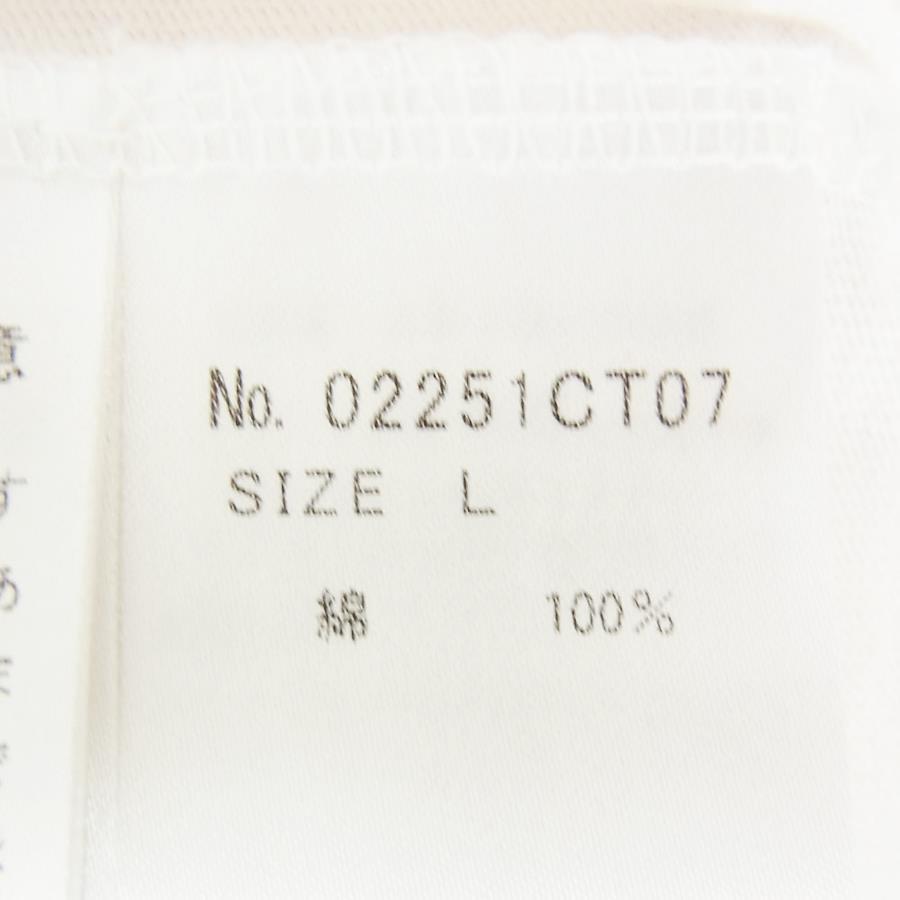 No. 02251CT07
SIZE L
綿 100%